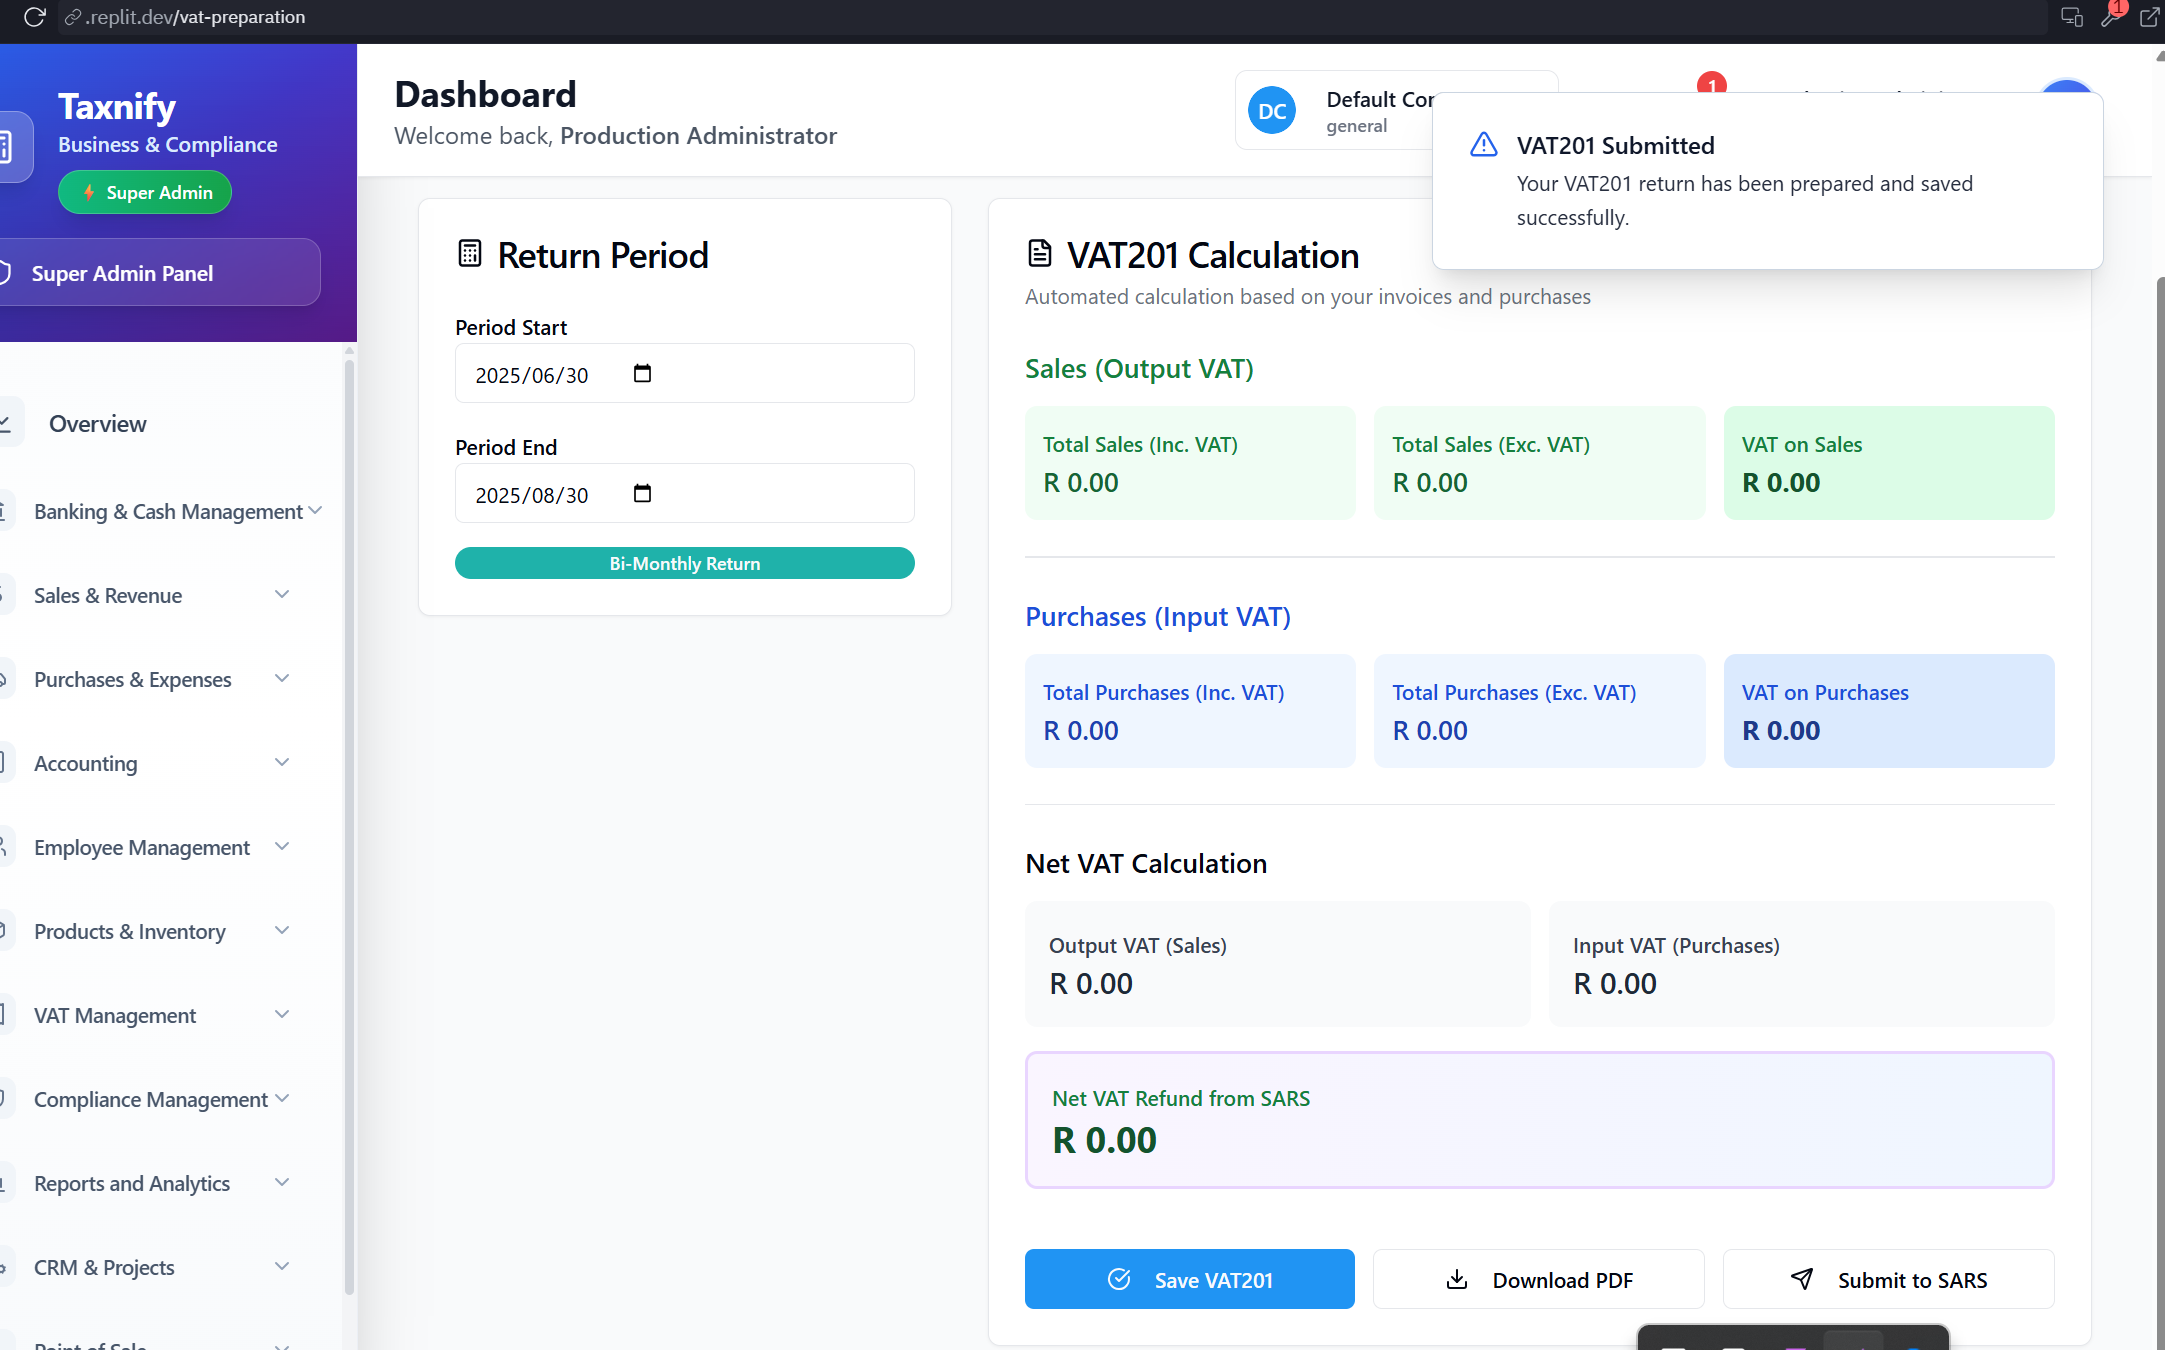 .replit.dev/vat-preparation
1
Taxnify
Business & Compliance
Super Admin
Super Admin Panel
Overview
Banking & Cash Management
Sales & Revenue
Purchases & Expenses
Accounting
Employee Management
Products & Inventory
VAT Management
Compliance Management
Reports and Analytics
CRM & Projects
Point of Sale
Dashboard
Welcome back, Production Administrator
DC
Default Cor
general
1
VAT201 Submitted
Your VAT201 return has been prepared and saved
successfully.
Return Period
Period Start
2025/06/30
Period End
2025/08/30
Bi-Monthly Return
VAT201 Calculation
Automated calculation based on your invoices and purchases
Sales (Output VAT)
Total Sales (Inc. VAT)
R 0.00
Total Sales (Exc. VAT)
R 0.00
VAT on Sales
R 0.00
Purchases (Input VAT)
Total Purchases (Inc. VAT)
R 0.00
Total Purchases (Exc. VAT)
R 0.00
VAT on Purchases
R 0.00
Net VAT Calculation
Output VAT (Sales)
R 0.00
Input VAT (Purchases)
R 0.00
Net VAT Refund from SARS
R 0.00
Save VAT201
Download PDF
Submit to SARS